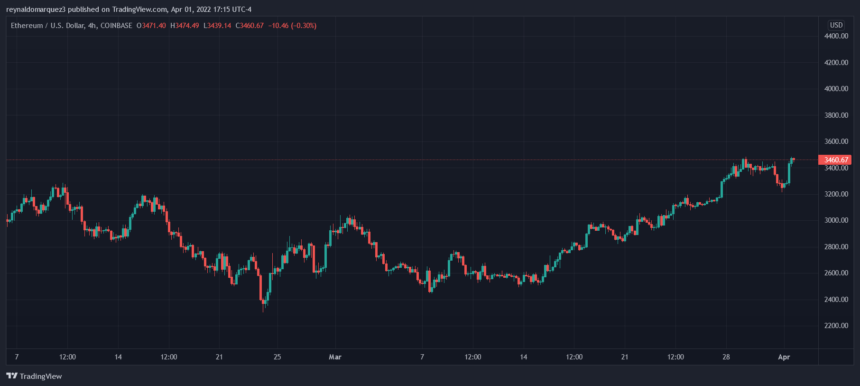 reynaldomarquez3 published on TradingView.com, Apr 01, 2022 17:15 UTC-4
Ethereum / U.S. Dollar, 4h, COINBASE O3471.40 H3474.49 L3439.14 C3460.67 −10.46 (−0.30%)
USD
4400.00
4200.00
4000.00
3800.00
3600.00
3460.67
3400.00
3200.00
3000.00
2800.00
2600.00
2400.00
2200.00
7 12:00 14 12:00 21 25 Mar 7 12:00 14 12:00 21 12:00 28 Apr
TradingView